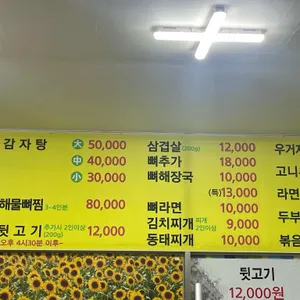 감자탕 大 50,000
中 40,000
小 30,000
해물뼈찜 3~4인분 80,000
뒷고기 추가시 2인이상 (200g) 12,000
오후 4시30분 이후~
삼겹살 (200g) 12,000
뼈추가 18,000
뼈해장국 10,000
(특)13,000
뼈라면 10,000
김치찌개 찌개 2인이상 9,000
동태찌개 10,000
우거지
고니
라면
두부
볶음
뒷고기
12,000원